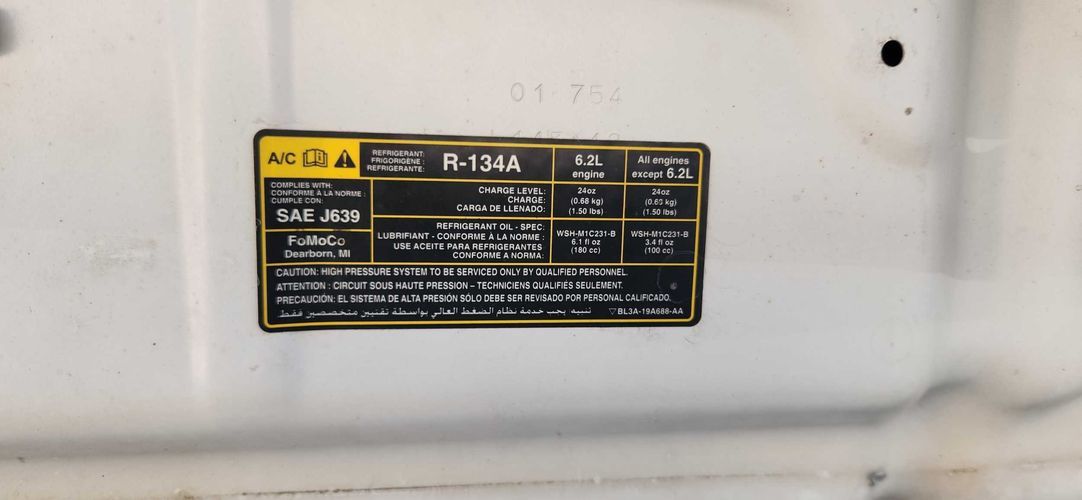 01 754
A/C
REFRIGERANT:
FRIGORIGÈNE :
REFRIGERANTE:
R-134A
6.2L
engine
All engines
except 6.2L
COMPLIES WITH:
CONFORME À LA NORME :
CUMPLE CON:
SAE J639
FoMoCo
Dearborn, MI
CHARGE LEVEL:
CHARGE:
CARGA DE LLENADO:
24oz
(0.68 kg)
(1.50 lbs)
24oz
(0.68 kg)
(1.50 lbs)
REFRIGERANT OIL - SPEC:
LUBRIFIANT - CONFORME À LA NORME :
USE ACEITE PARA REFRIGERANTES
CONFORME A NORMA:
WSH-M1C231-B
6.1 fl oz
(180 cc)
WSH-M1C231-B
3.4 fl oz
(100 cc)
CAUTION: HIGH PRESSURE SYSTEM TO BE SERVICED ONLY BY QUALIFIED PERSONNEL.
ATTENTION : CIRCUIT SOUS HAUTE PRESSION – TECHNICIENS QUALIFIÉS SEULEMENT.
PRECAUCIÓN: EL SISTEMA DE ALTA PRESIÓN SÓLO DEBE SER REVISADO POR PERSONAL CALIFICADO.
تنبيه: يجب خدمة نظام الضغط العالي بواسطة تقنيين متخصصين فقط
▽ BL3A-19A688-AA